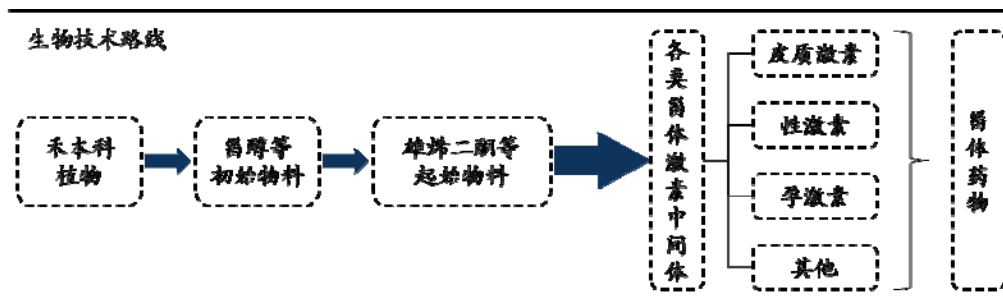 生物技术路线
禾本科
植物
甾醇等
初始物料
雄烯二酮等
起始物料
各类甾体激素中间体
皮质激素
性激素
孕激素
其他
甾体药物